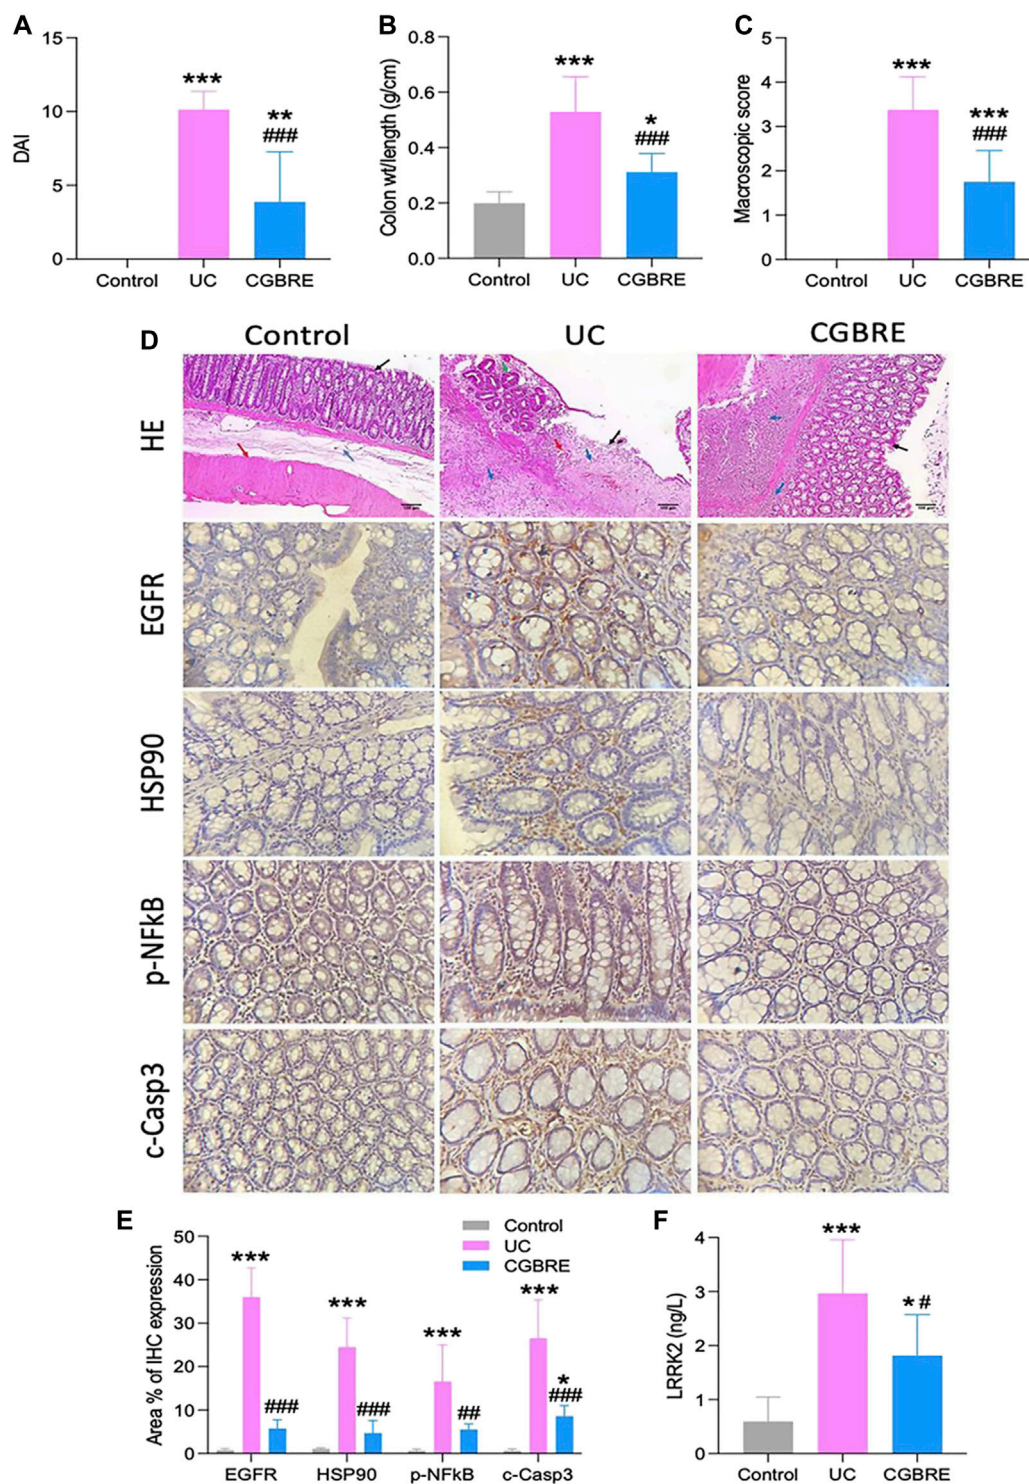 A
DAI
15
10
5
0
***
**
###
Control UC CGBRE
B
Colon wt/length (g/cm)
0.8
0.6
0.4
0.2
0.0
***
*
###
Control UC CGBRE
C
Macroscopic score
5
4
3
2
1
0
***
***
###
Control UC CGBRE
D
Control UC CGBRE
HE
EGFR
HSP90
p-NFkB
c-Casp3
E
Area % of IHC expression
50
40
30
20
10
0
Control
UC
CGBRE
***
###
***
###
***
##
***
*
###
EGFR HSP90 p-NFkB c-Casp3
F
LRRK2 (ng/L)
4
3
2
1
0
***
*#
Control UC CGBRE